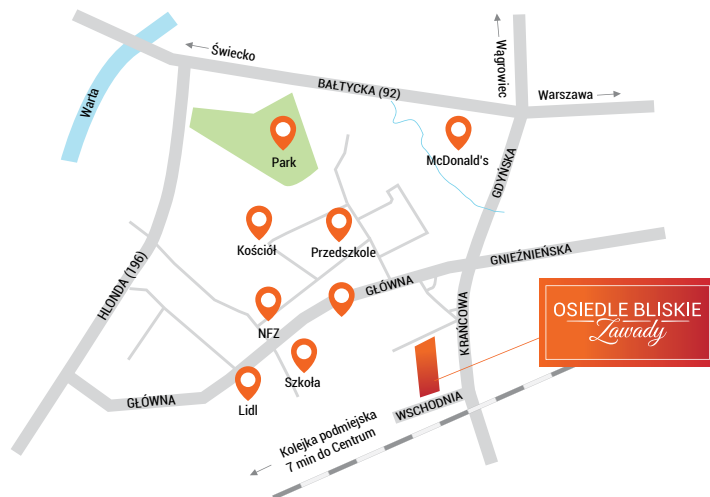 Świecko
Wągrowiec
BAŁTYCKA (92)
Warszawa
Warta
Park
McDonald's
GDYŃSKA
Kościół
Przedszkole
GNIEŹNIEŃSKA
HŁONDA (196)
GŁÓWNA
NFZ
KRAŃCOWA
OSIEDLE BLISKIE
Zawady
Szkoła
Lidl
GŁÓWNA
WSCHODNIA
Kolejka podmiejska
7 min do Centrum